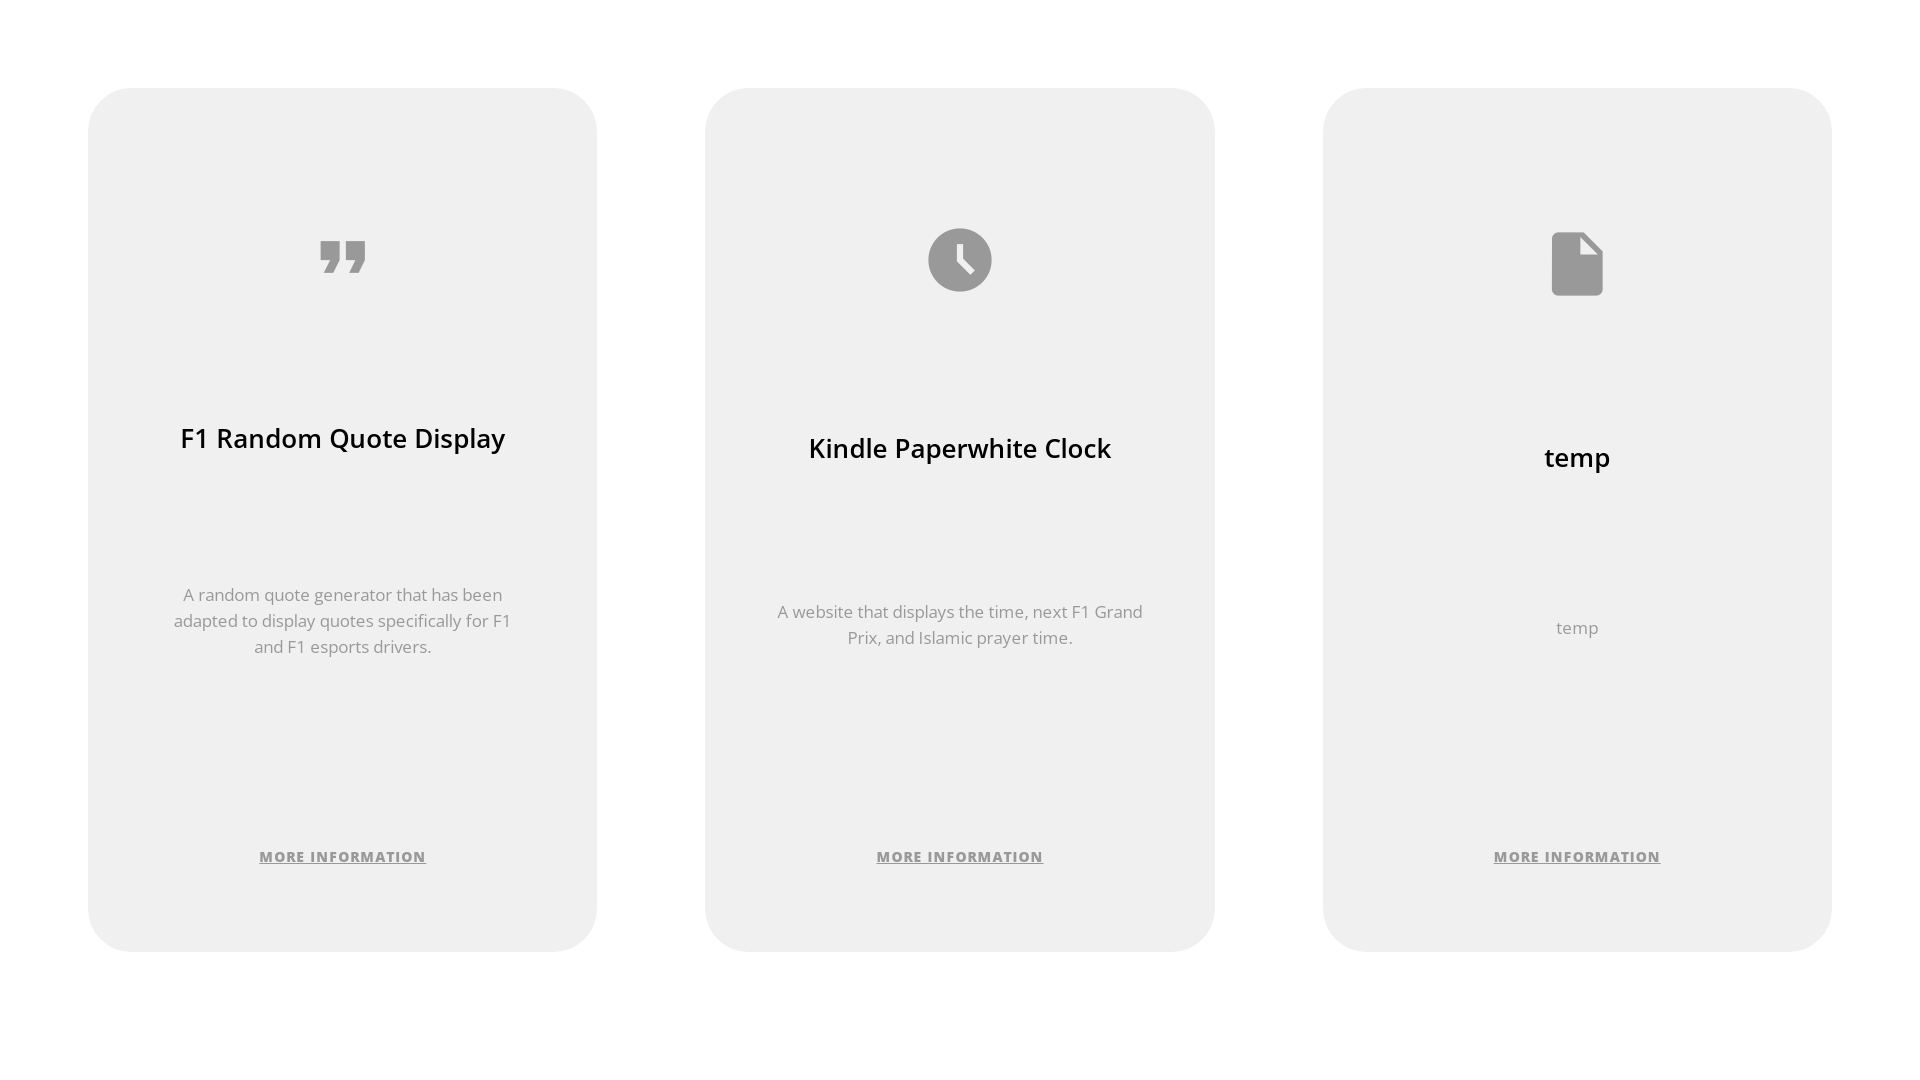 F1 Random Quote Display
A random quote generator that has been
adapted to display quotes specifically for F1
and F1 esports drivers.
MORE INFORMATION
Kindle Paperwhite Clock
A website that displays the time, next F1 Grand
Prix, and Islamic prayer time.
MORE INFORMATION
temp
temp
MORE INFORMATION